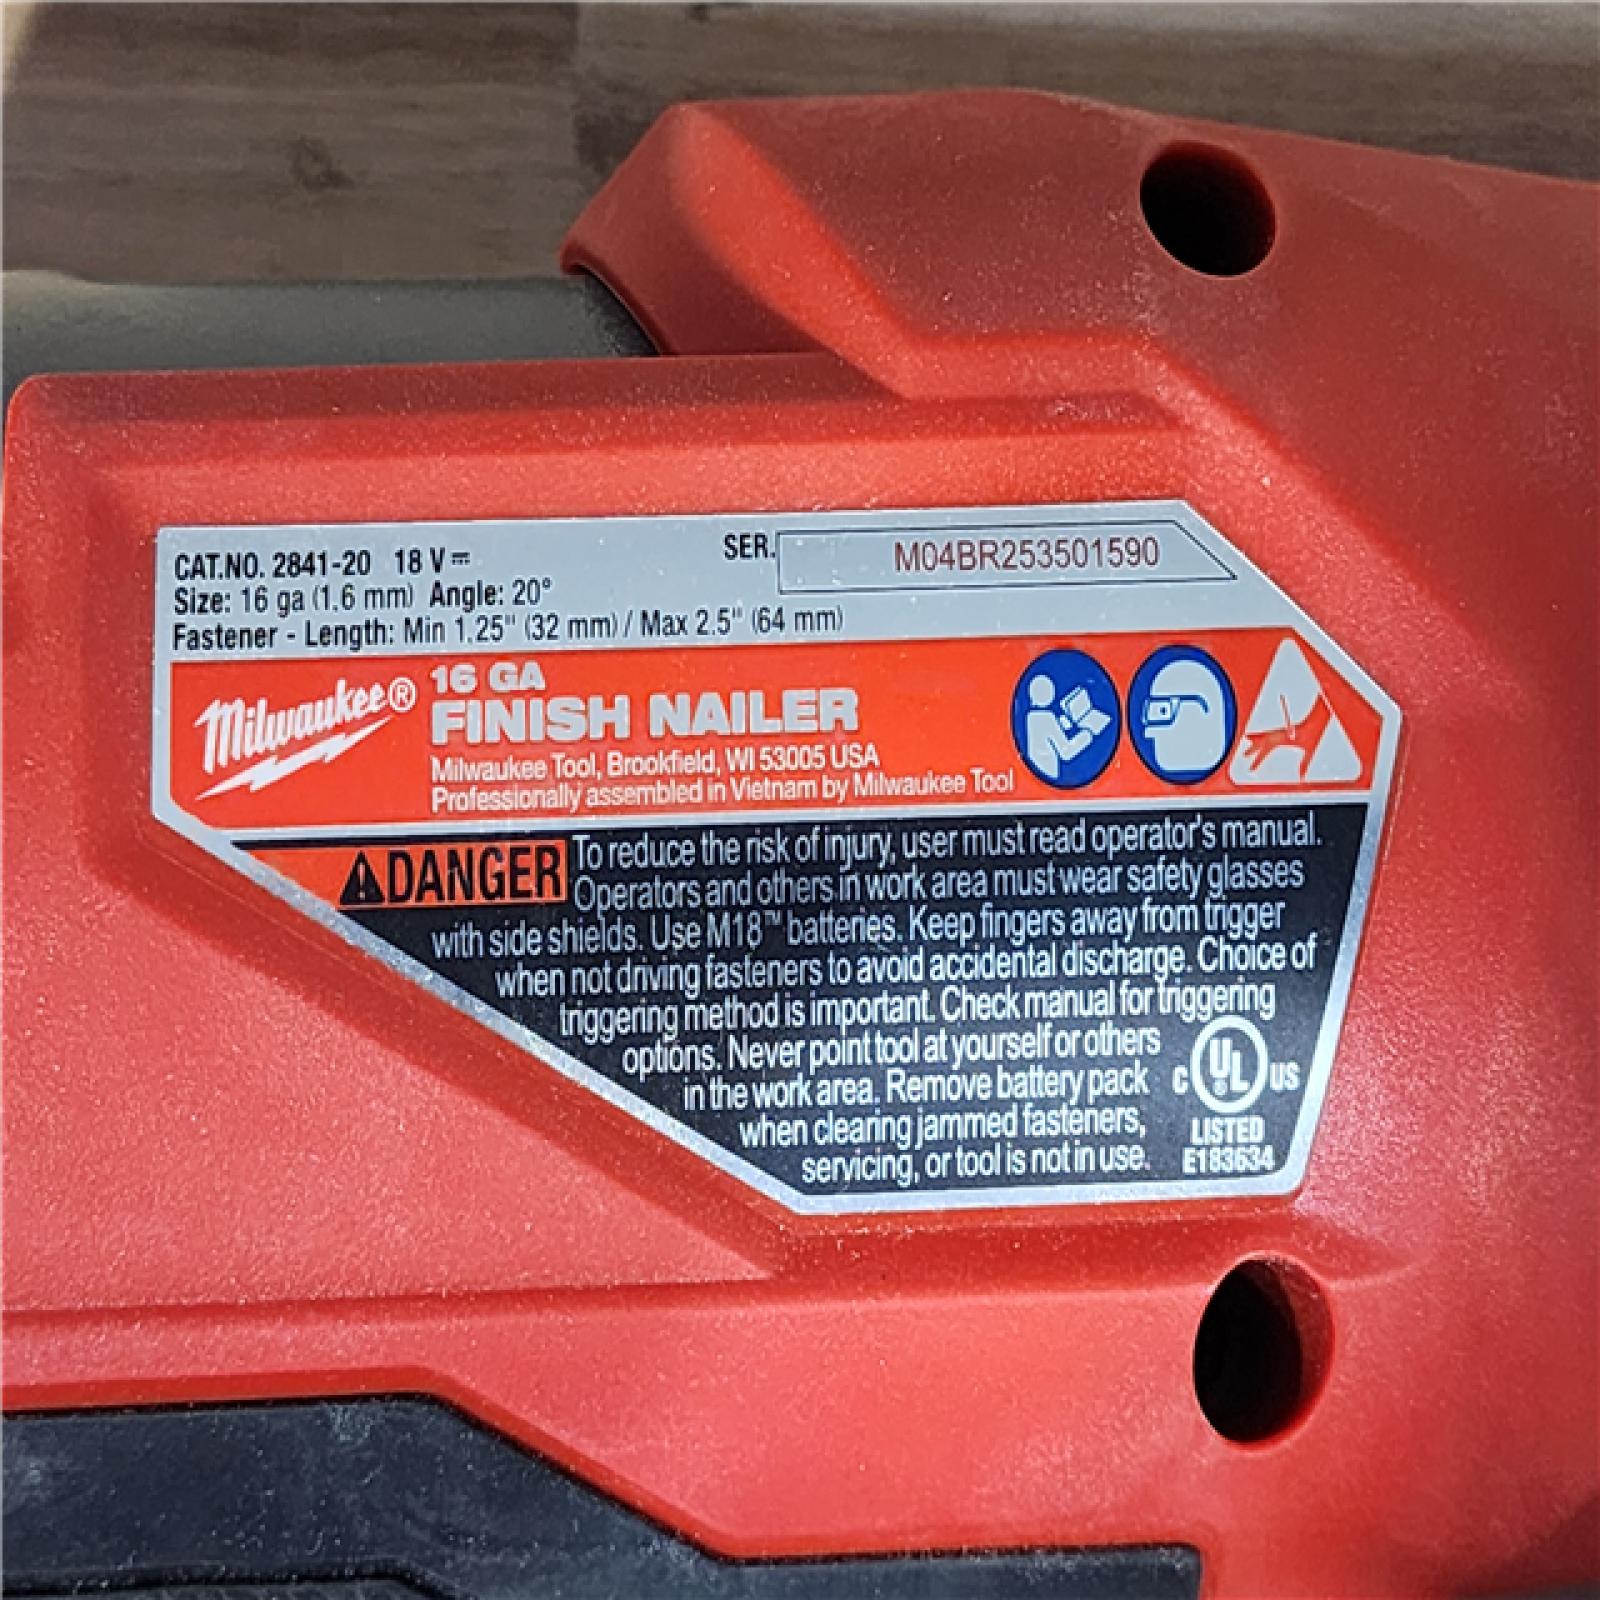 CAT.NO. 2841-20 18 V⎓
SER. M04BR253501590
Size: 16 ga (1.6 mm) Angle: 20°
Fastener - Length: Min 1.25" (32 mm) / Max 2.5" (64 mm)
Milwaukee®
16 GA
FINISH NAILER
Milwaukee Tool, Brookfield, WI 53005 USA
Professionally assembled in Vietnam by Milwaukee Tool
⚠DANGER To reduce the risk of injury, user must read operator's manual.
Operators and others in work area must wear safety glasses
with side shields. Use M18™ batteries. Keep fingers away from trigger
when not driving fasteners to avoid accidental discharge. Choice of
triggering method is important. Check manual for triggering
options. Never point tool at yourself or others
in the work area. Remove battery pack
when clearing jammed fasteners,
servicing, or tool is not in use.
C UL® US
LISTED
E183634